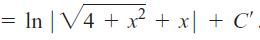 = ln |√4 + x² + x| + C′.